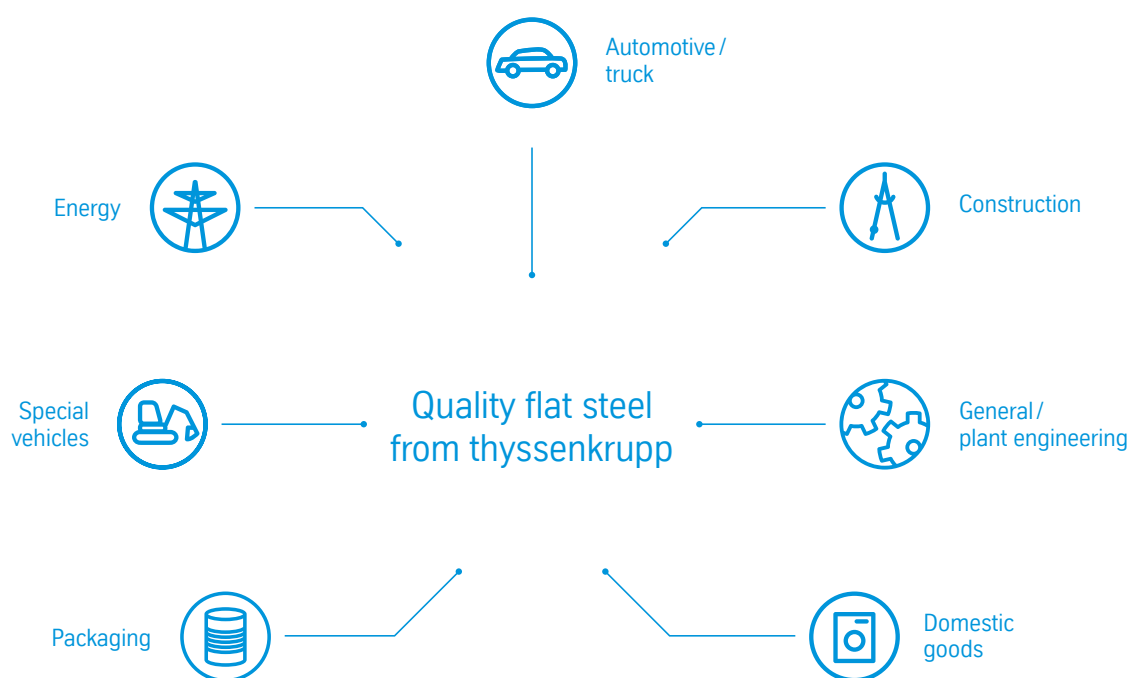 Automotive /
truck
Energy
Construction
Special
vehicles
Quality flat steel
from thyssenkrupp
General /
plant engineering
Packaging
Domestic
goods